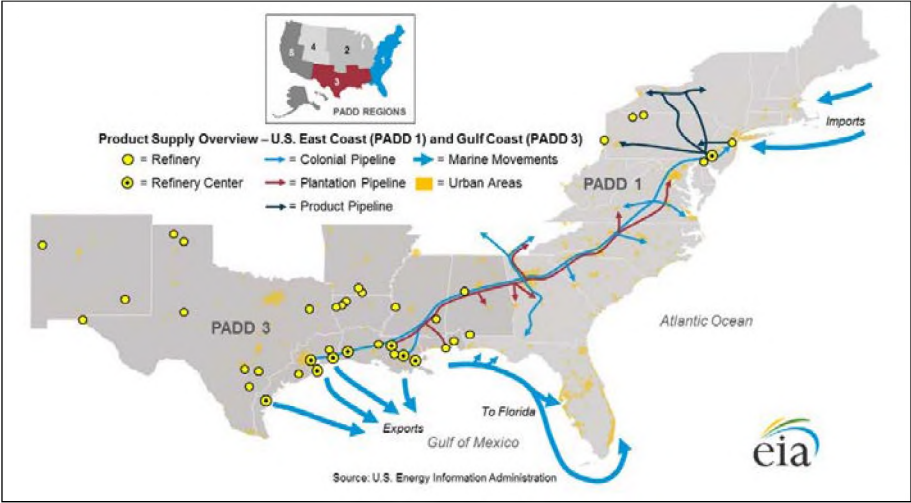 5
4
2
1
3
PADD REGIONS
Product Supply Overview – U.S. East Coast (PADD 1) and Gulf Coast (PADD 3)
= Refinery
= Colonial Pipeline
= Marine Movements
= Refinery Center
= Plantation Pipeline
= Urban Areas
= Product Pipeline
Imports
PADD 1
PADD 3
Atlantic Ocean
To Florida
Exports
Gulf of Mexico
eia
Source: U.S. Energy Information Administration